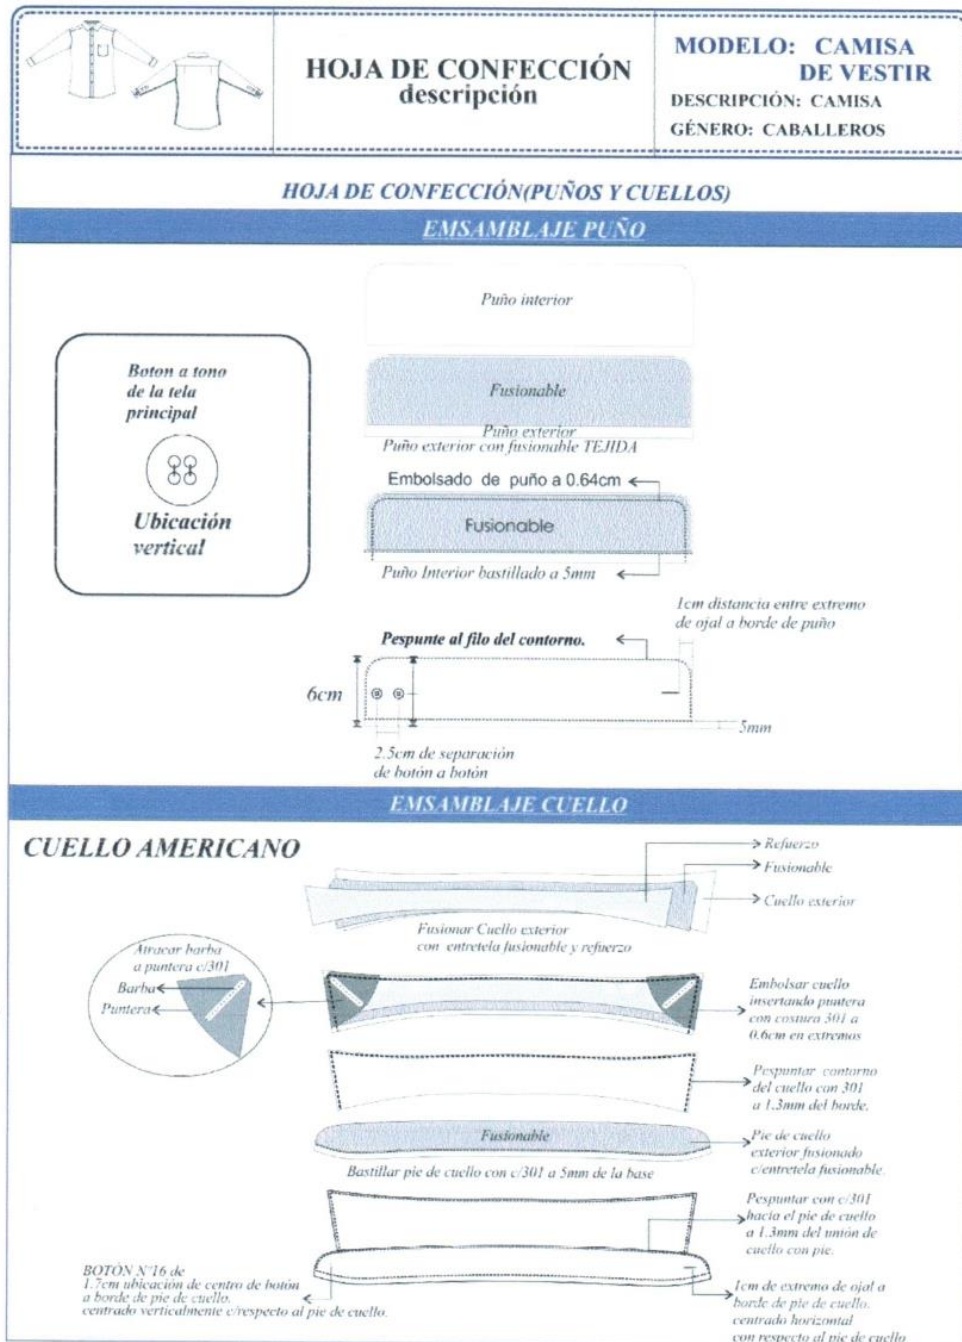 HOJA DE CONFECCIÓN
descripción
MODELO: CAMISA
DE VESTIR
DESCRIPCIÓN: CAMISA
GÉNERO: CABALLEROS
HOJA DE CONFECCIÓN(PUÑOS Y CUELLOS)
EMSAMBLAJE PUÑO
Puño interior
Boton a tono
de la tela
principal
Ubicación
vertical
Fusionable
Puño exterior
Puño exterior con fusionable TEJIDA
Embolsado de puño a 0.64cm
Fusionable
Puño Interior bastillado a 5mm
1cm distancia entre extremo
de ojal a borde de puño
Pespunte al filo del contorno.
6cm
5mm
2.5cm de separación
de botón a botón
EMSAMBLAJE CUELLO
CUELLO AMERICANO
Refuerzo
Fusionable
Cuello exterior
Fusionar Cuello exterior
con entretela fusionable y refuerzo
Atracar barba
a puntera c/301
Barba
Puntera
Embolsar cuello
insertando puntera
con costura 301 a
0.6cm en extremos
Pespuntar contorno
del cuello con 301
a 1.3mm del borde.
Fusionable
Pie de cuello
exterior fusionado
c/entretela fusionable.
Bastillar pie de cuello con c/301 a 5mm de la base
Pespuntar con c/301
hacia el pie de cuello
a 1.3mm del unión de
cuello con pie.
BOTÓN N°16 de
1.7cm ubicación de centro de botón
a borde de pie de cuello.
centrado verticalmente c/respecto al pie de cuello.
1cm de extremo de ojal a
borde de pie de cuello.
centrado horizontal
con respecto al pie de cuello